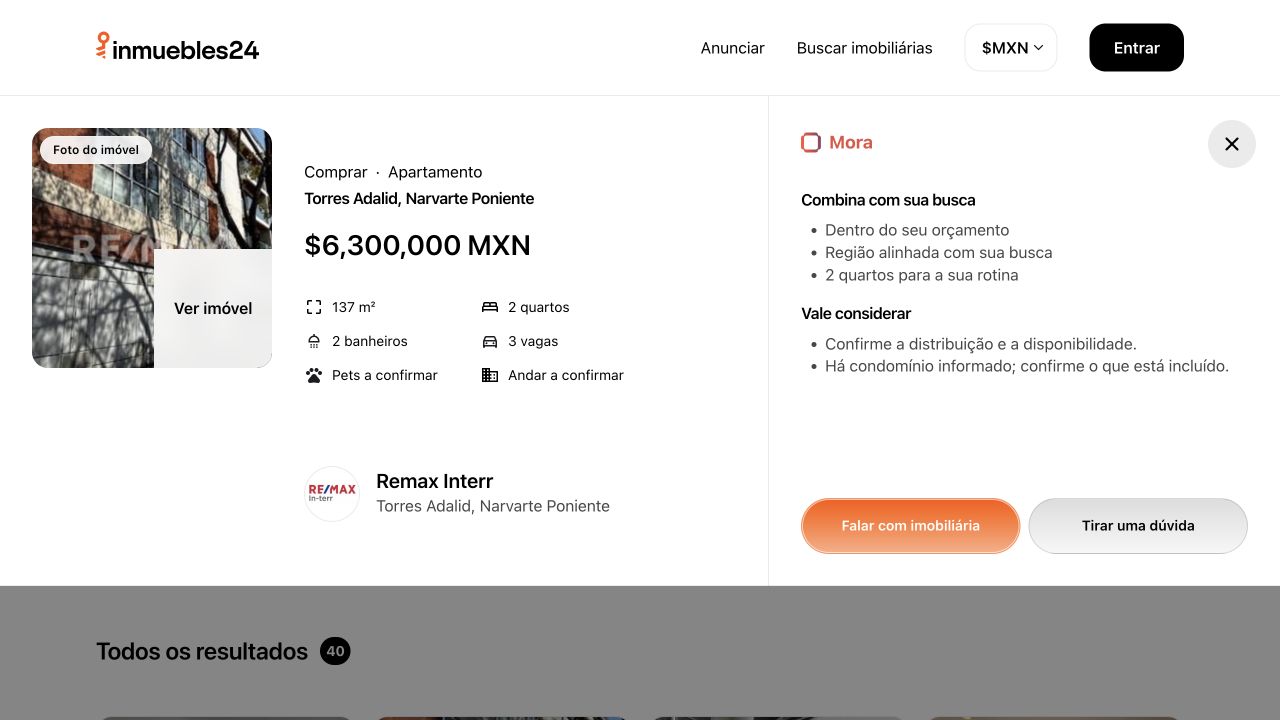 inmuebles24
Anunciar
Buscar imobiliárias
$MXN
Entrar
Foto do imóvel
RE/MAX
Ver imóvel
Comprar · Apartamento
Torres Adalid, Narvarte Poniente
$6,300,000 MXN
137 m²
2 quartos
2 banheiros
3 vagas
Pets a confirmar
Andar a confirmar
RE/MAX
In-terr
Remax Interr
Torres Adalid, Narvarte Poniente
Mora
Combina com sua busca
• Dentro do seu orçamento
• Região alinhada com sua busca
• 2 quartos para a sua rotina
Vale considerar
• Confirme a distribuição e a disponibilidade.
• Há condomínio informado; confirme o que está incluído.
Falar com imobiliária
Tirar uma dúvida
Todos os resultados 40